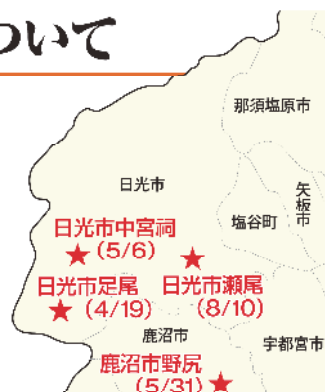 ついて
那須塩原市
日光市
矢板市
塩谷町
日光市中宮祠
★(5/6)
★
日光市足尾
★(4/19)
日光市瀬尾
(8/10)
鹿沼市
宇都宮市
鹿沼市野尻
(5/31)★